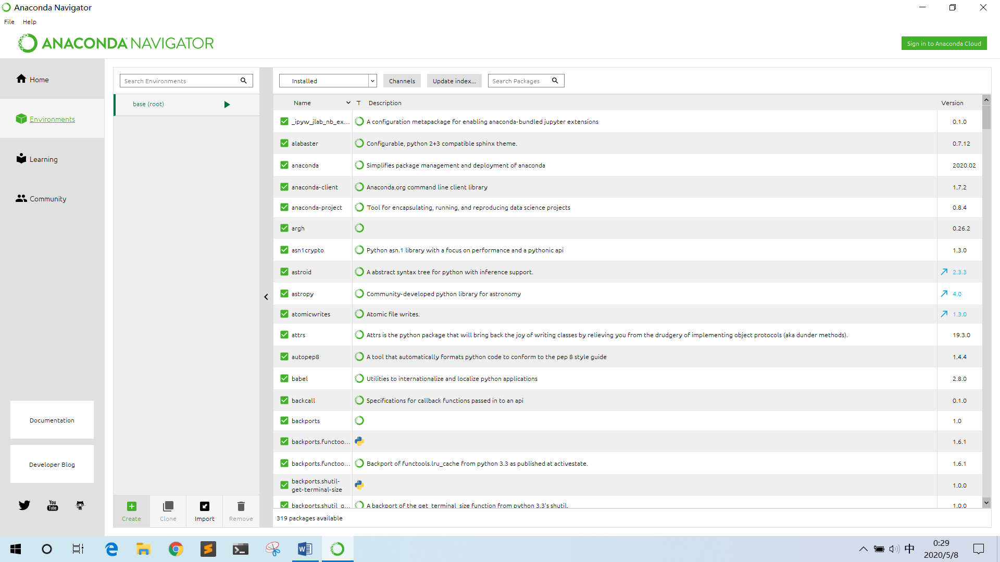 Anaconda Navigator
File Help
ANACONDA NAVIGATOR
Sign in to Anaconda Cloud
Home
Environments
Learning
Community
Documentation
Developer Blog
You Tube
Search Environments
base (root)
Create Clone Import Remove
Installed Channels Update index... Search Packages
Name T Description Version
_ipyw_jlab_nb_ex... A configuration metapackage for enabling anaconda-bundled jupyter extensions 0.1.0
alabaster Configurable, python 2+3 compatible sphinx theme. 0.7.12
anaconda Simplifies package management and deployment of anaconda 2020.02
anaconda-client Anaconda.org command line client library 1.7.2
anaconda-project Tool for encapsulating, running, and reproducing data science projects 0.8.4
argh 0.26.2
asn1crypto Python asn.1 library with a focus on performance and a pythonic api 1.3.0
astroid A abstract syntax tree for python with inference support. 2.3.3
astropy Community-developed python library for astronomy 4.0
atomicwrites Atomic file writes. 1.3.0
attrs Attrs is the python package that will bring back the joy of writing classes by relieving you from the drudgery of implementing object protocols (aka dunder methods). 19.3.0
autopep8 A tool that automatically formats python code to conform to the pep 8 style guide 1.4.4
babel Utilities to internationalize and localize python applications 2.8.0
backcall Specifications for callback functions passed in to an api 0.1.0
backports 1.0
backports.functoo... 1.6.1
backports.functoo... Backport of functools.lru_cache from python 3.3 as published at activestate. 1.6.1
backports.shutil-
get-terminal-size 1.0.0
backports.shutil_g... A backport of the get_terminal_size function from python 3.3's shutil. 1.0.0
319 packages available
中
0:29
2020/5/8